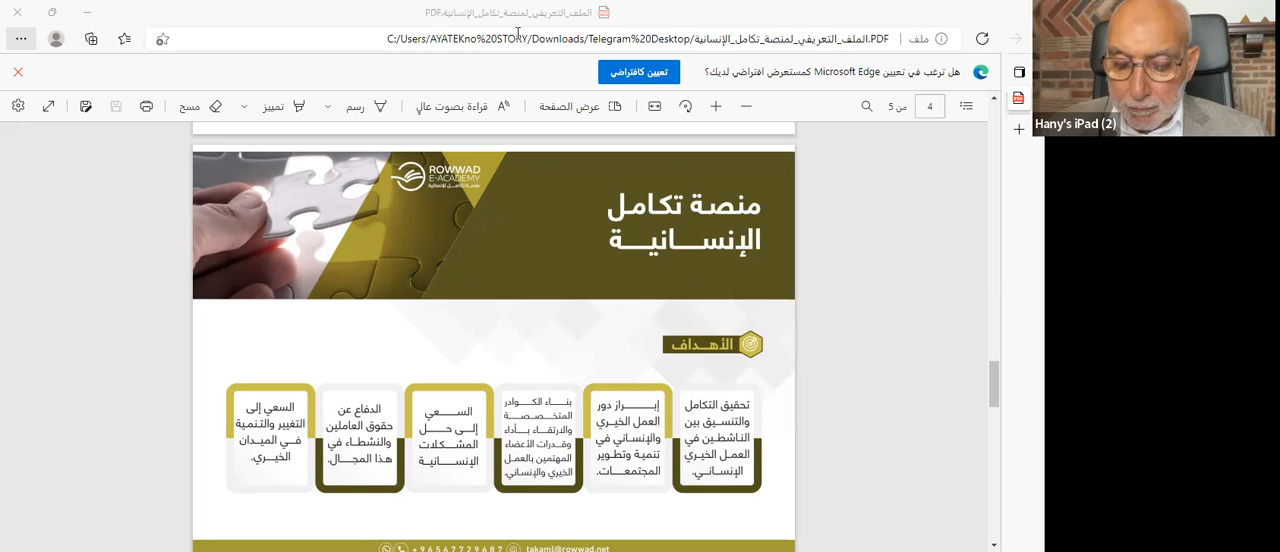 الملف_التعريفي_لمنصة_تكامل_الإنسانية.PDF
ملف
C:/Users/AYATEKno%20STORY/Downloads/Telegram%20Desktop/الملف_التعريفي_لمنصة_تكامل_الإنسانية.PDF
هل ترغب في تعيين Microsoft Edge كمستعرض افتراضي لديك؟
تعيين كافتراضي
4
من 5
عرض الصفحة
قراءة بصوت عالٍ
رسم
تمييز
مسح
Hany's iPad (2)
ROWWAD
E-ACADEMY
منصة تكامل الإنسانية
منصة تكامل
الإنسانية
الأهداف
تحقيق التكامل
والتنسيق بين
الناشطين في
العمل الخيري
الإنساني.
إبراز دور
العمل الخيري
والإنساني في
تنمية وتطوير
المجتمعات.
بناء الكوادر
المتخصصة
والارتقاء بأداء
وقدرات الأعضاء
المهتمين بالعمل
الخيري والإنساني.
السعي
إلى حل
المشكلات
الإنسانية
الدفاع عن
حقوق العاملين
والنشطاء في
هذا المجال.
السعي إلى
التغيير والتنمية
في الميدان
الخيري.
+96567729687
takaml@rowwad.net